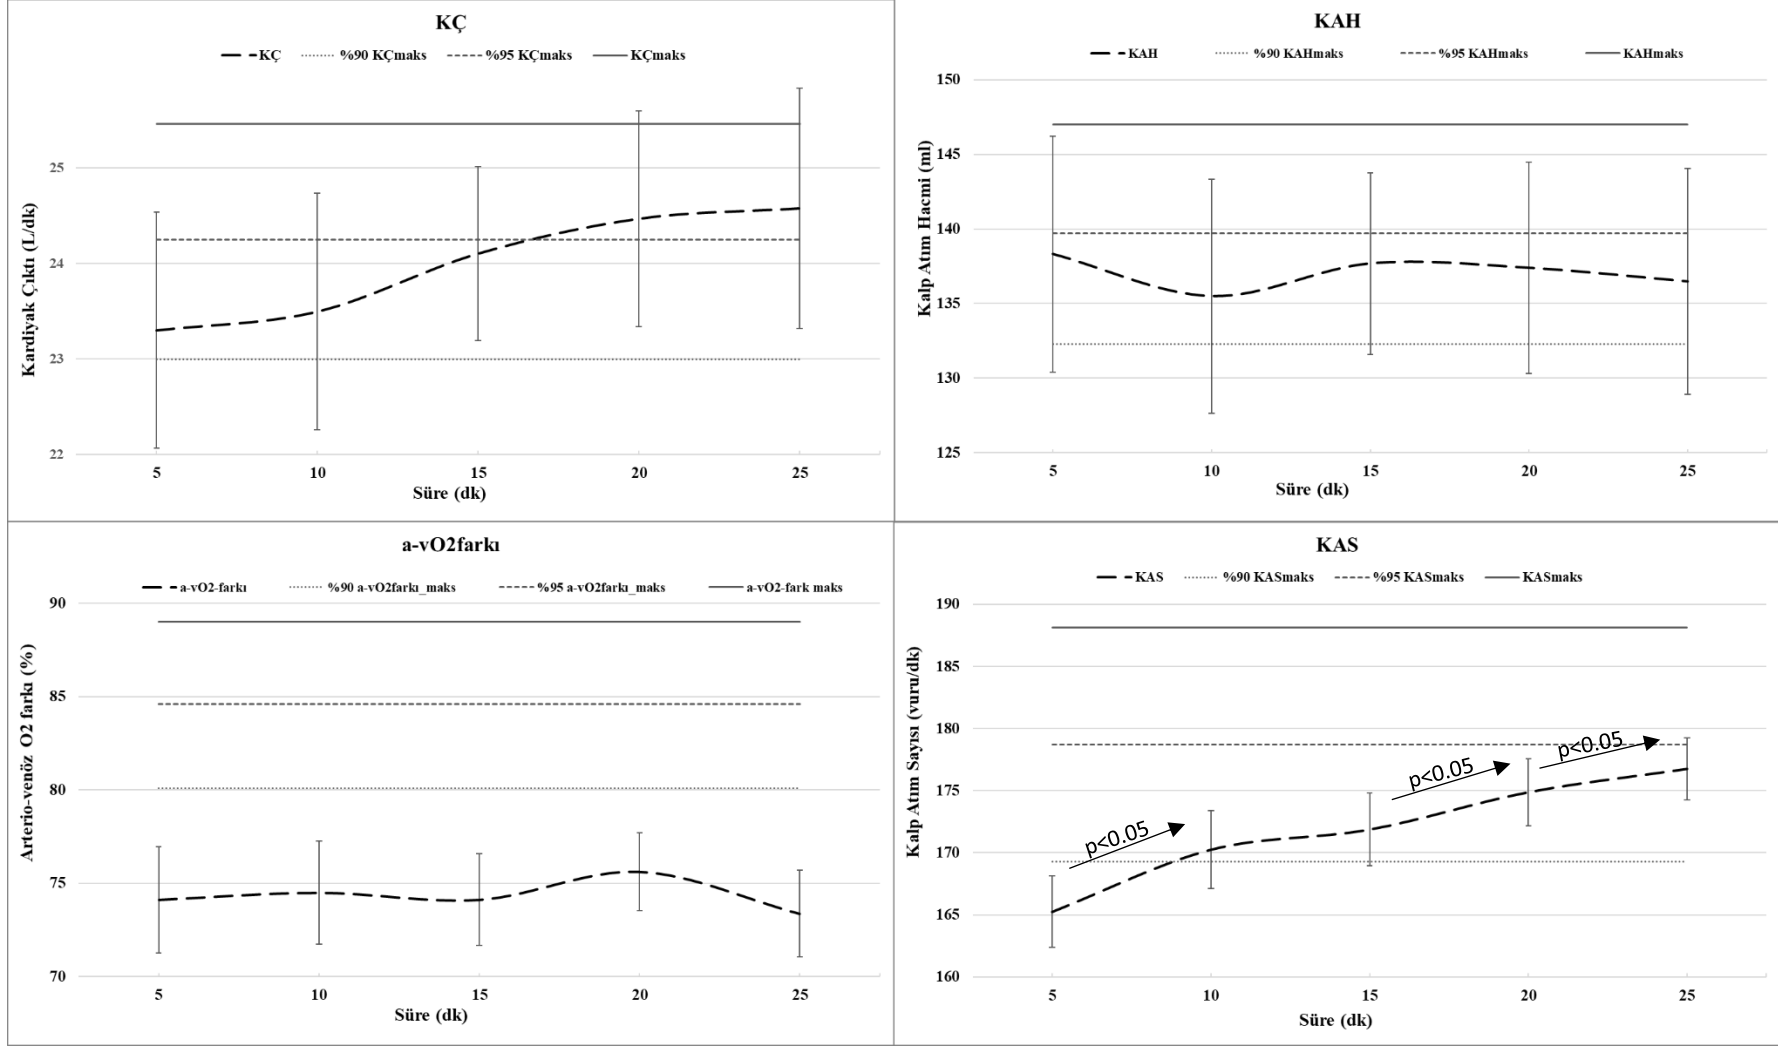 KÇ
KÇ %90 KÇmaks %95 KÇmaks KÇmaks
Kardiyak Çıktı (L/dk)
25
24
23
22
5 10 15 20 25
Süre (dk)
KAH
KAH %90 KAHmaks %95 KAHmaks KAHmaks
Kalp Atım Hacmi (ml)
150
145
140
135
130
125
5 10 15 20 25
Süre (dk)
a-vO2farkı
a-vO2-farkı %90 a-vO2farkı_maks %95 a-vO2farkı_maks a-vO2-fark maks
Arterio-venöz O2 farkı (%)
90
85
80
75
70
5 10 15 20 25
Süre (dk)
KAS
KAS %90 KASmaks %95 KASmaks KASmaks
Kalp Atım Sayısı (vuru/dk)
190
185
180
175
170
165
160
p<0.05
p<0.05
p<0.05
5 10 15 20 25
Süre (dk)